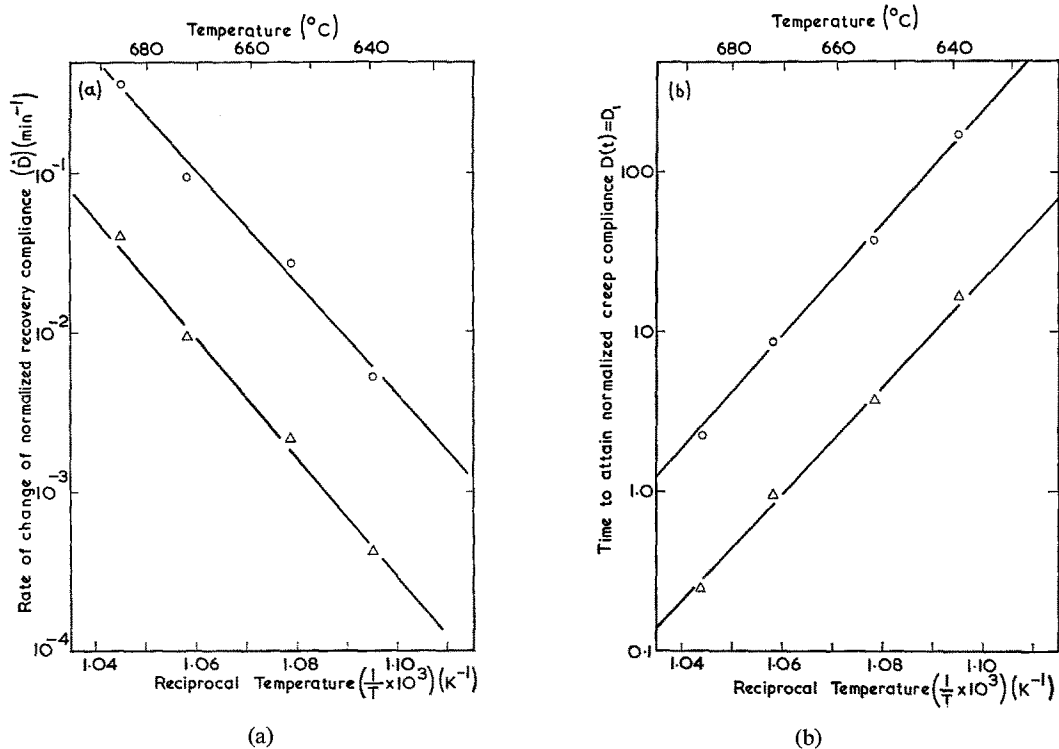 Temperature (°C)
680 660 640
(a)
Rate of change of normalized recovery compliance (Ḋ)(min⁻¹)
10⁻¹
10⁻²
10⁻³
10⁻⁴
1·04 1·06 1·08 1·10
Reciprocal Temperature (1/T ×10³)(K⁻¹)
(a)
Temperature (°C)
680 660 640
(b)
Time to attain normalized creep compliance D(t)=D₁
100
10
1·0
0·1
1·04 1·06 1·08 1·10
Reciprocal Temperature (1/T ×10³)(K⁻¹)
(b)